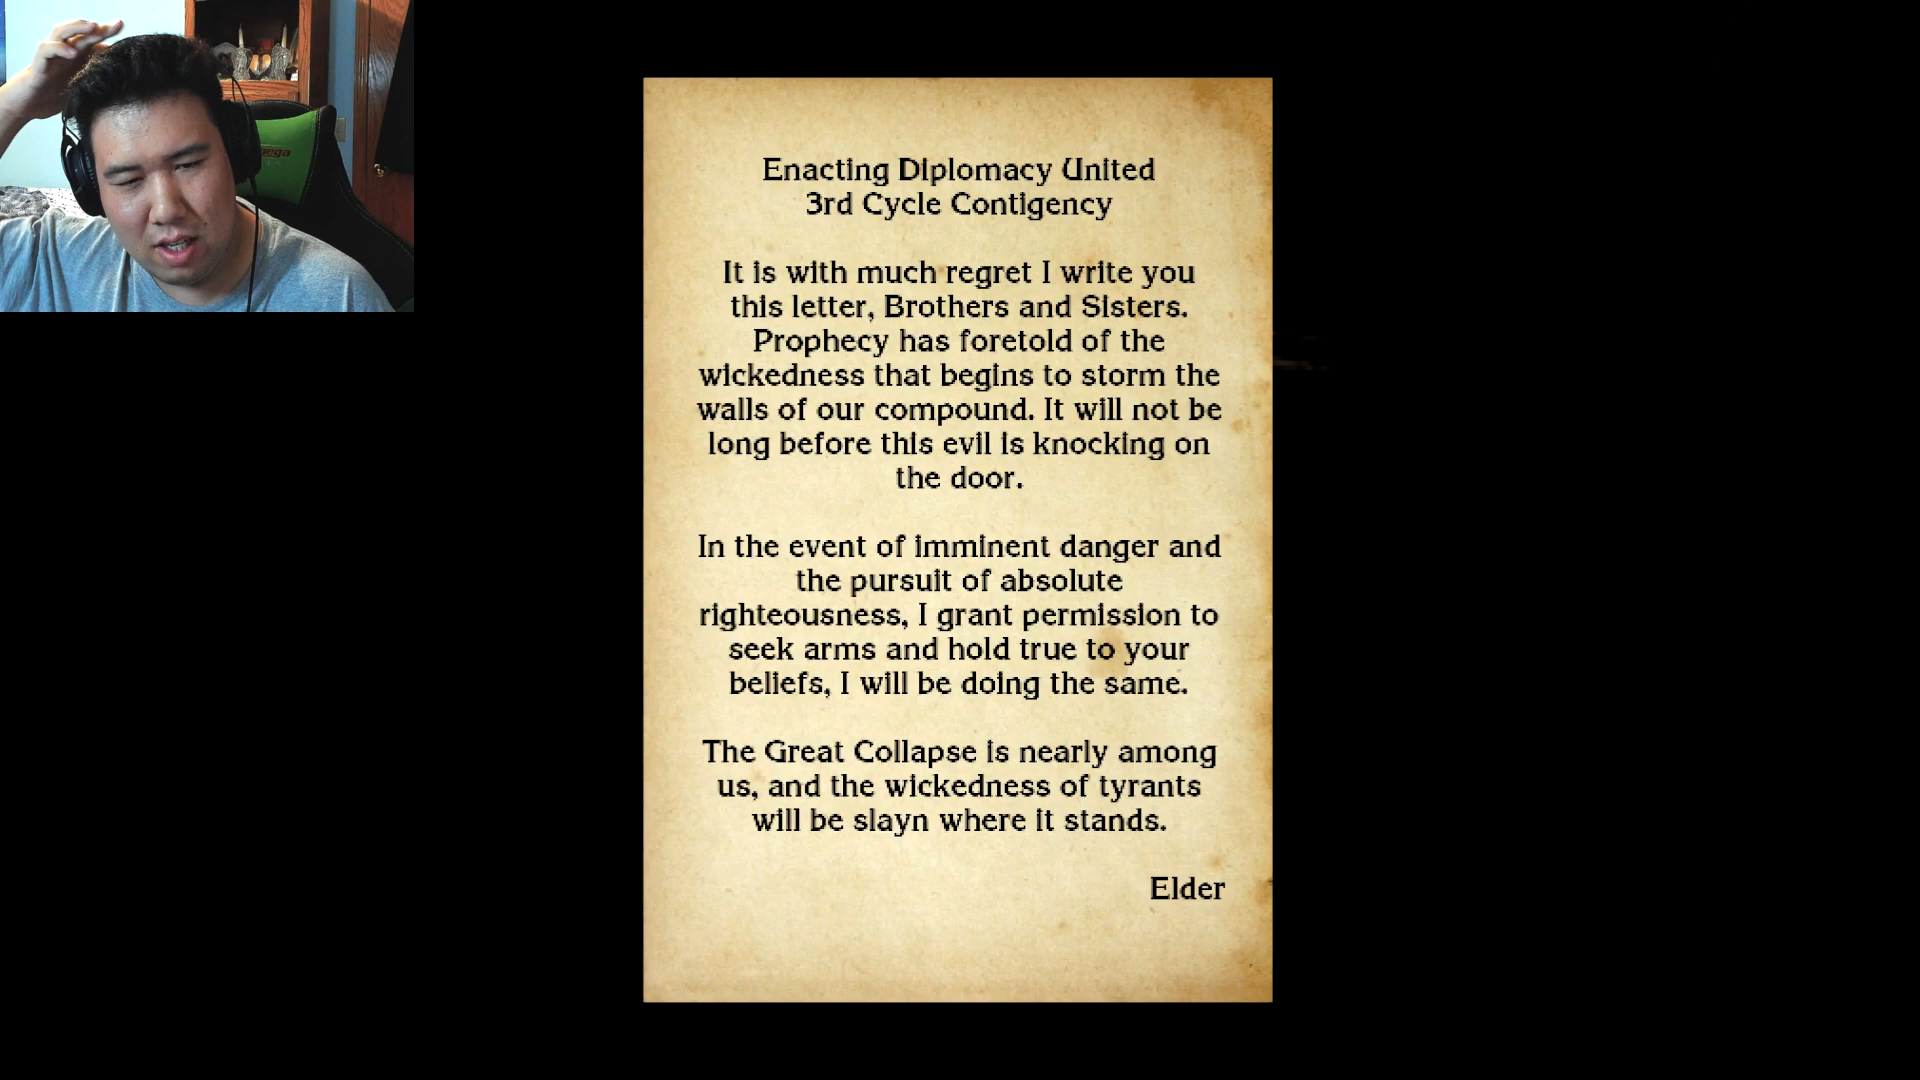 Enacting Diplomacy United
3rd Cycle Contigency
It is with much regret I write you
this letter, Brothers and Sisters.
Prophecy has foretold of the
wickedness that begins to storm the
walls of our compound. It will not be
long before this evil is knocking on
the door.
In the event of imminent danger and
the pursuit of absolute
righteousness, I grant permission to
seek arms and hold true to your
beliefs, I will be doing the same.
The Great Collapse is nearly among
us, and the wickedness of tyrants
will be slayn where it stands.
Elder